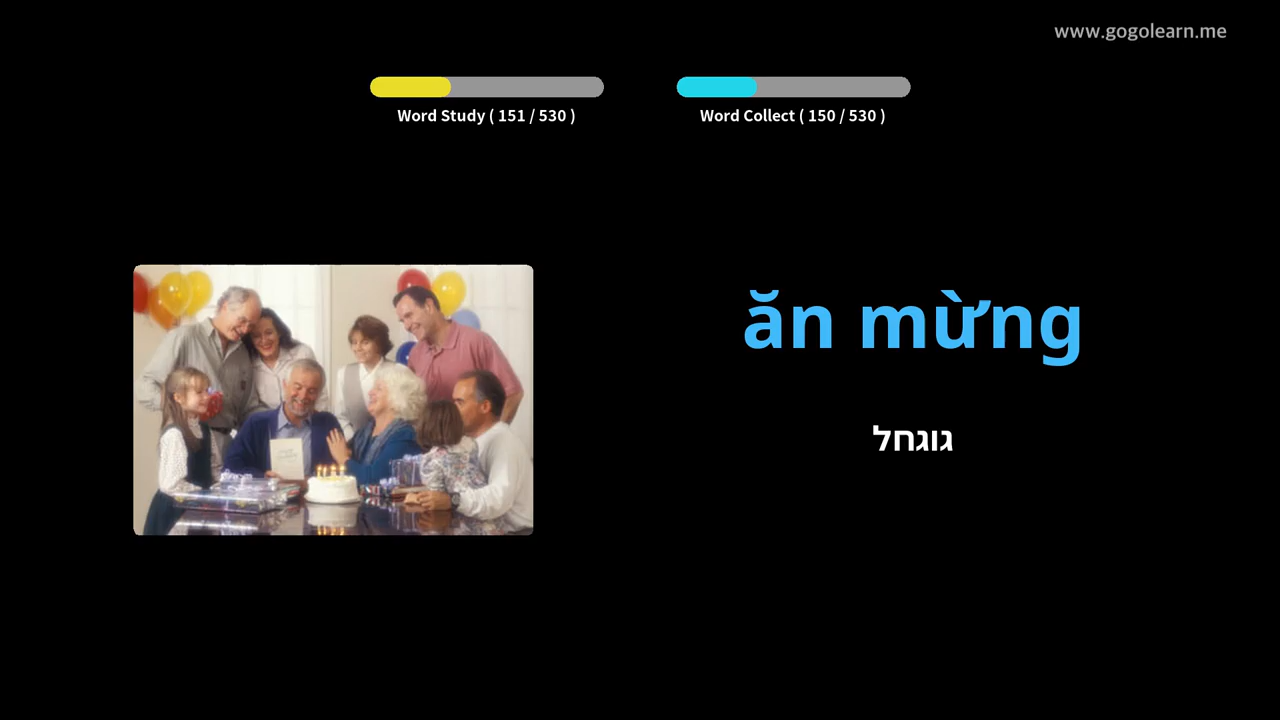 www.gogolearn.me
Word Study ( 151 / 530 )
Word Collect ( 150 / 530 )
ăn mừng
גוגחל